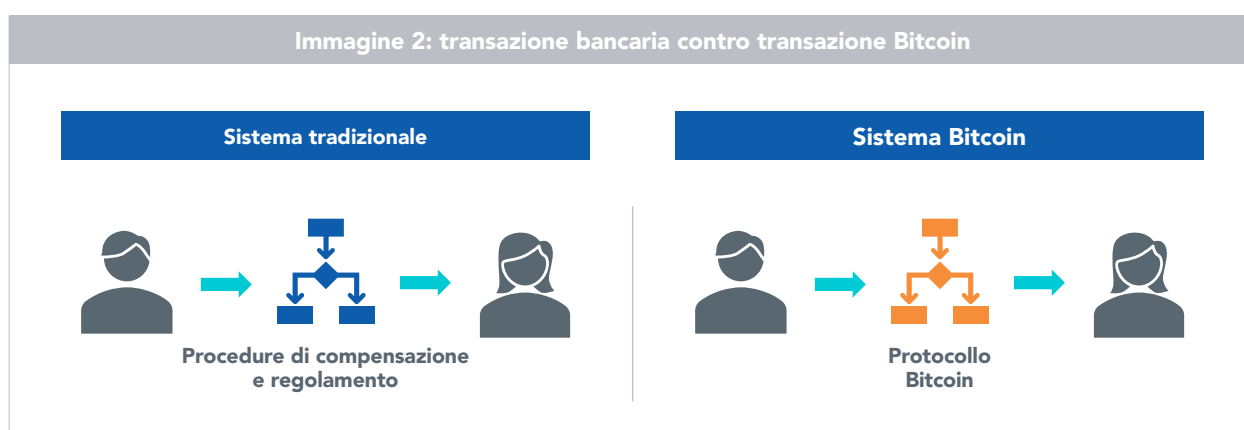 Immagine 2: transazione bancaria contro transazione Bitcoin
Sistema tradizionale
Sistema Bitcoin
Procedure di compensazione
e regolamento
Protocollo
Bitcoin